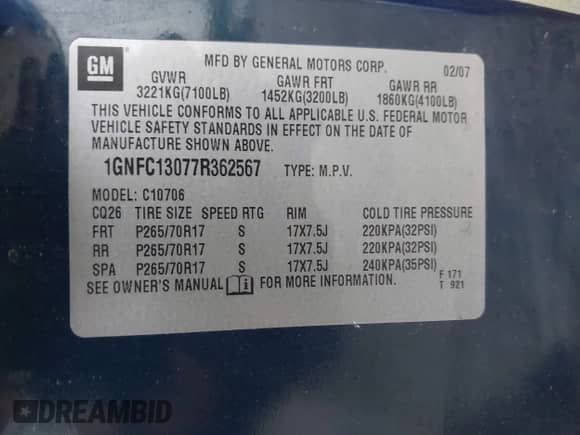 GM
MFD BY GENERAL MOTORS CORP. 02/07
GVWR GAWR FRT GAWR RR
3221KG(7100LB) 1452KG(3200LB) 1860KG(4100LB)
THIS VEHICLE CONFORMS TO ALL APPLICABLE U.S. FEDERAL MOTOR
VEHICLE SAFETY STANDARDS IN EFFECT ON THE DATE OF
MANUFACTURE SHOWN ABOVE.
1GNFC13077R362567 TYPE: M.P.V.
MODEL: C10706
CQ26 TIRE SIZE SPEED RTG RIM COLD TIRE PRESSURE
FRT P265/70R17 S 17X7.5J 220KPA(32PSI)
RR P265/70R17 S 17X7.5J 220KPA(32PSI)
SPA P265/70R17 S 17X7.5J 240KPA(35PSI)
SEE OWNER'S MANUAL i FOR MORE INFORMATION.
F 171
T 921
DREAMBID